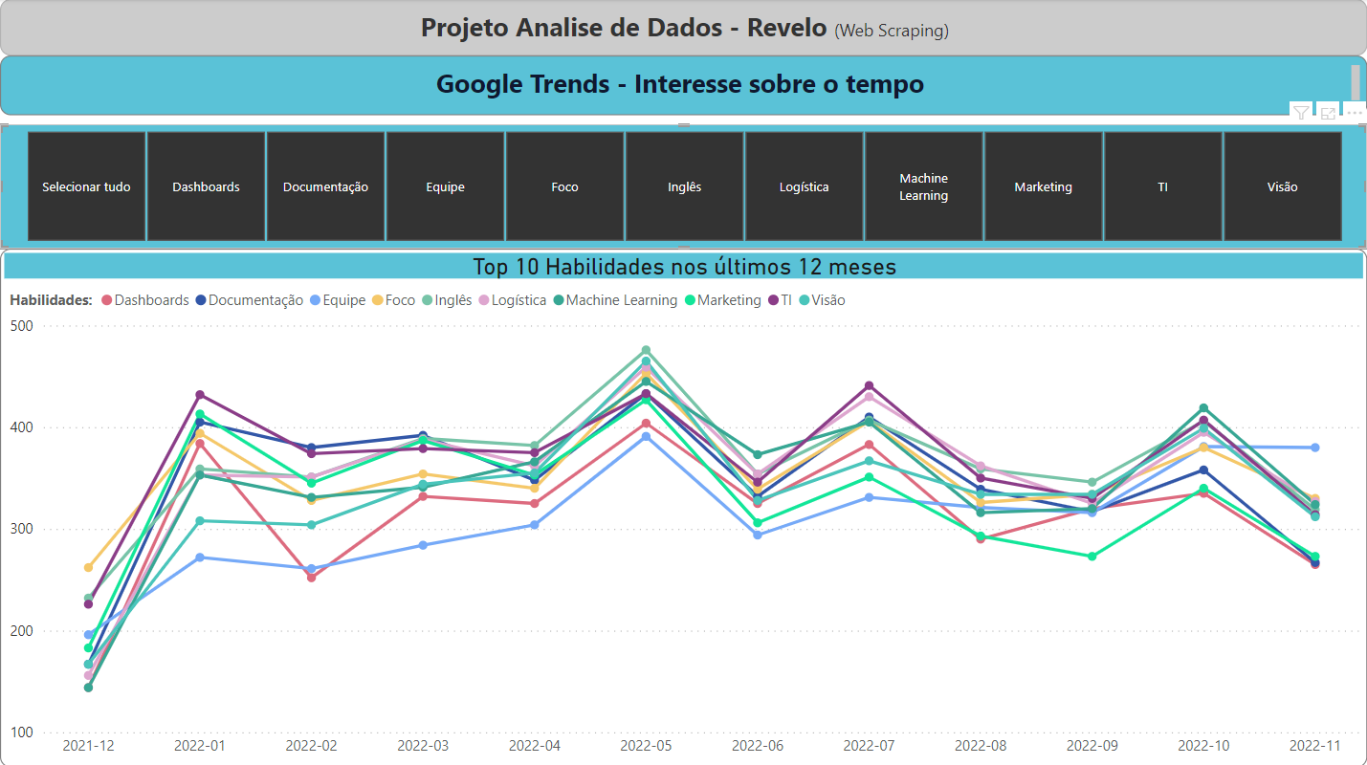 Projeto Analise de Dados - Revelo (Web Scraping)
Google Trends - Interesse sobre o tempo
Selecionar tudo
Dashboards
Documentação
Equipe
Foco
Inglês
Logística
Machine
Learning
Marketing
TI
Visão
Top 10 Habilidades nos últimos 12 meses
Habilidades: Dashboards Documentação Equipe Foco Inglês Logística Machine Learning Marketing TI Visão
500
400
300
200
100
2021-12 2022-01 2022-02 2022-03 2022-04 2022-05 2022-06 2022-07 2022-08 2022-09 2022-10 2022-11